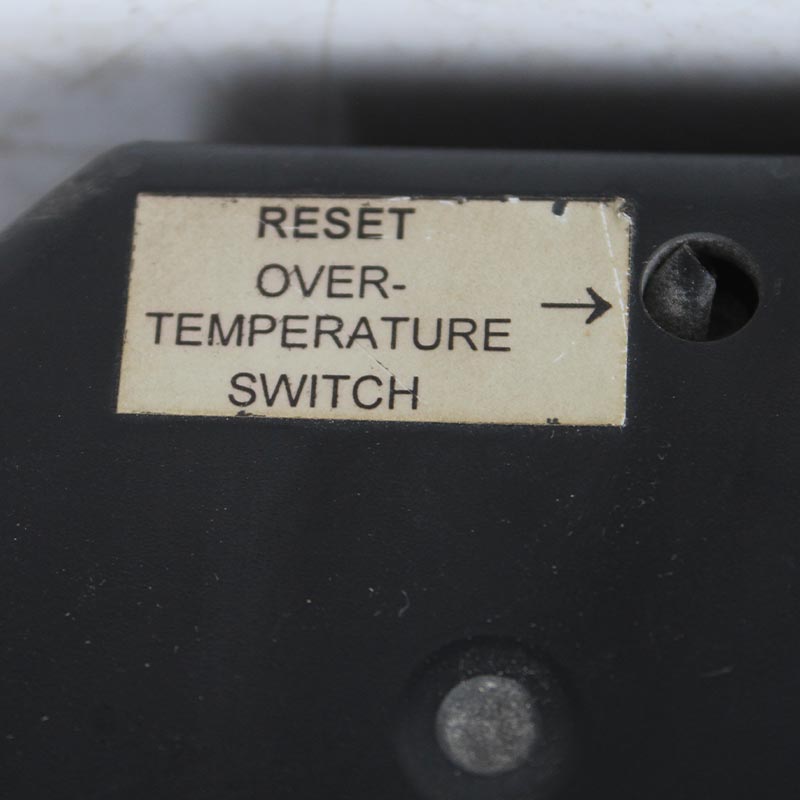 RESET
OVER-
TEMPERATURE
SWITCH